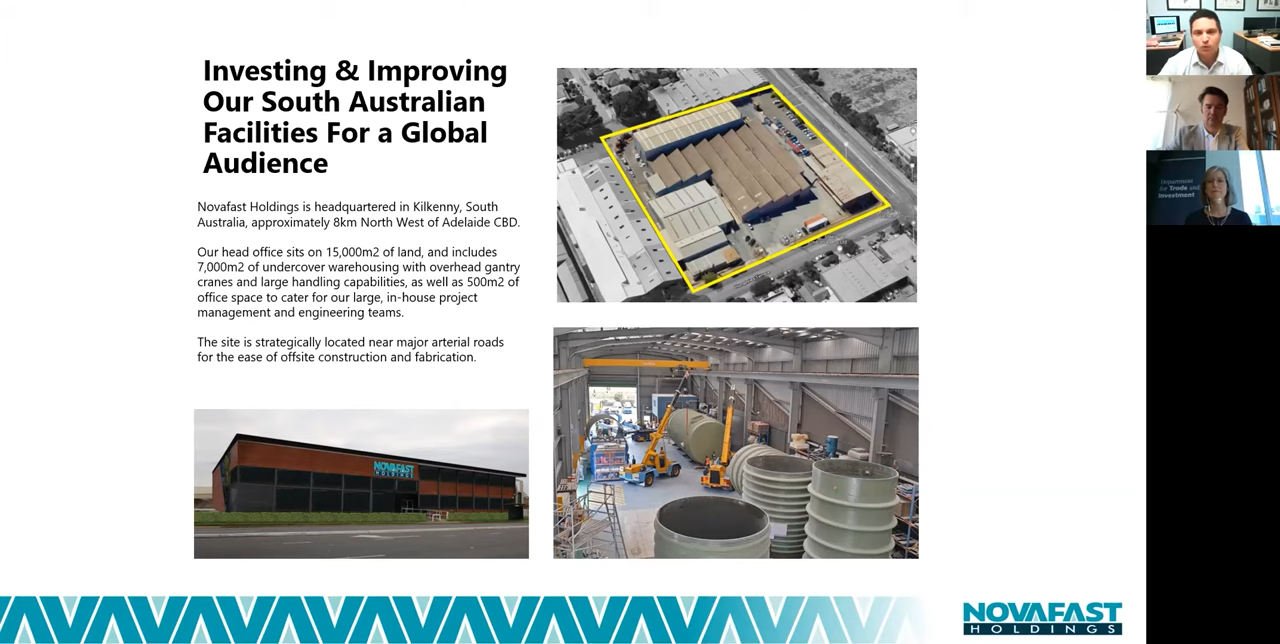 Investing & Improving
Our South Australian
Facilities For a Global
Audience
Novafast Holdings is headquartered in Kilkenny, South
Australia, approximately 8km North West of Adelaide CBD.
Our head office sits on 15,000m2 of land, and includes
7,000m2 of undercover warehousing with overhead gantry
cranes and large handling capabilities, as well as 500m2 of
office space to cater for our large, in-house project
management and engineering teams.
The site is strategically located near major arterial roads
for the ease of offsite construction and fabrication.
NOVAFAST
HOLDINGS
NOVAFAST
HOLDINGS
Department
for Trade and
Investment